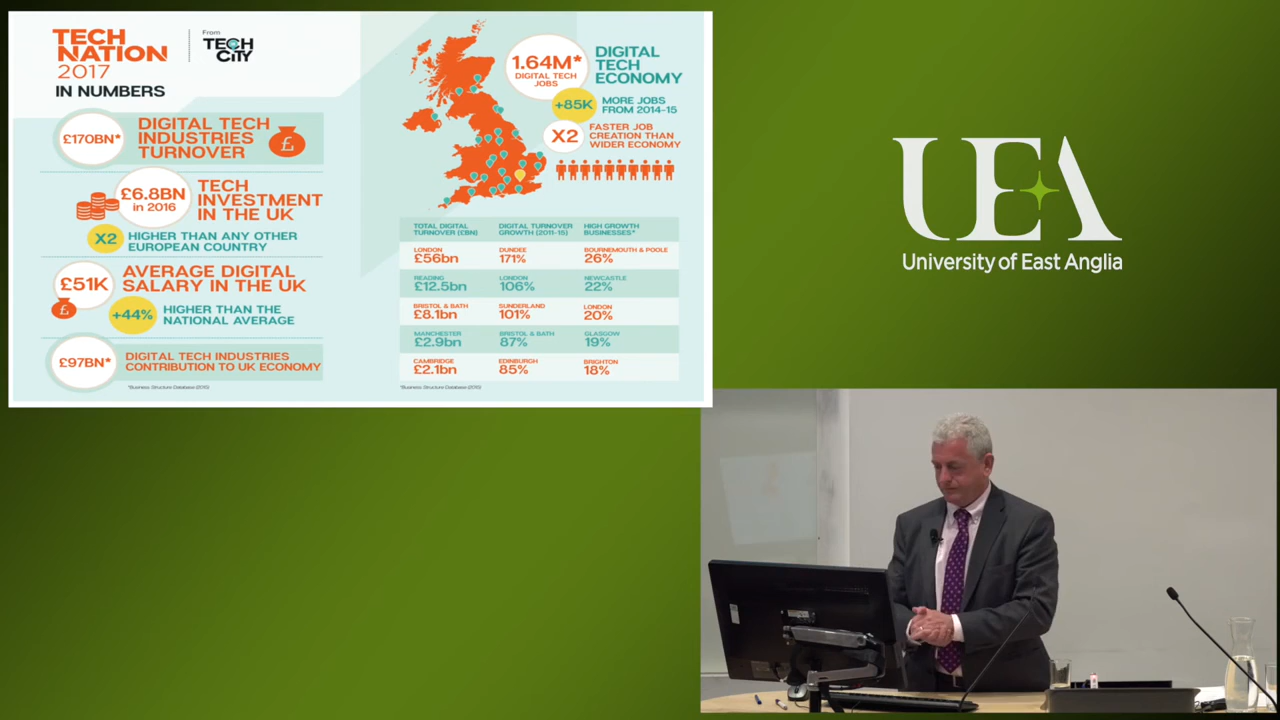 TECH
NATION
2017
IN NUMBERS
From
TECH
CITY
£170BN*
DIGITAL TECH
INDUSTRIES
TURNOVER
£
£6.8BN
in 2016
TECH
INVESTMENT
IN THE UK
X2
HIGHER THAN ANY OTHER
EUROPEAN COUNTRY
£51K
AVERAGE DIGITAL
SALARY IN THE UK
£
+44%
HIGHER THAN THE
NATIONAL AVERAGE
£97BN*
DIGITAL TECH INDUSTRIES
CONTRIBUTION TO UK ECONOMY
*Business Structure Database (2015)
1.64M*
DIGITAL TECH
JOBS
DIGITAL
TECH
ECONOMY
+85K
MORE JOBS
FROM 2014-15
X2
FASTER JOB
CREATION THAN
WIDER ECONOMY
TOTAL DIGITAL
TURNOVER (£BN)
DIGITAL TURNOVER
GROWTH (2011-15)
HIGH GROWTH
BUSINESSES*
LONDON
£56bn
DUNDEE
171%
BOURNEMOUTH & POOLE
26%
READING
£12.5bn
LONDON
106%
NEWCASTLE
22%
BRISTOL & BATH
£8.1bn
SUNDERLAND
101%
LONDON
20%
MANCHESTER
£2.9bn
BRISTOL & BATH
87%
GLASGOW
19%
CAMBRIDGE
£2.1bn
EDINBURGH
85%
BRIGHTON
18%
*Business Structure Database (2015)
UEA
University of East Anglia